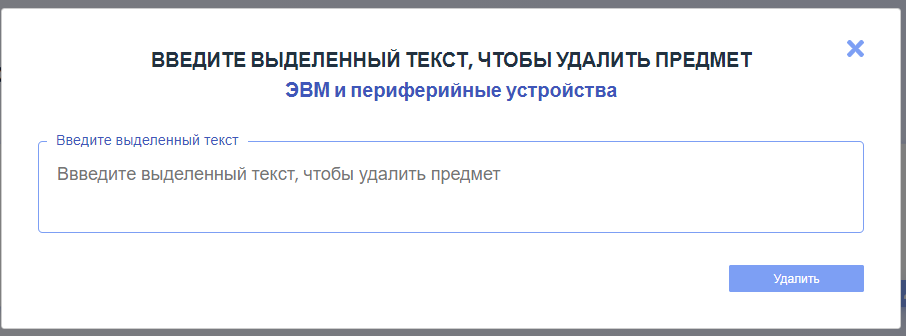 ВВЕДИТЕ ВЫДЕЛЕННЫЙ ТЕКСТ, ЧТОБЫ УДАЛИТЬ ПРЕДМЕТ
ЭВМ и периферийные устройства
Введите выделенный текст
Ввведите выделенный текст, чтобы удалить предмет
Удалить